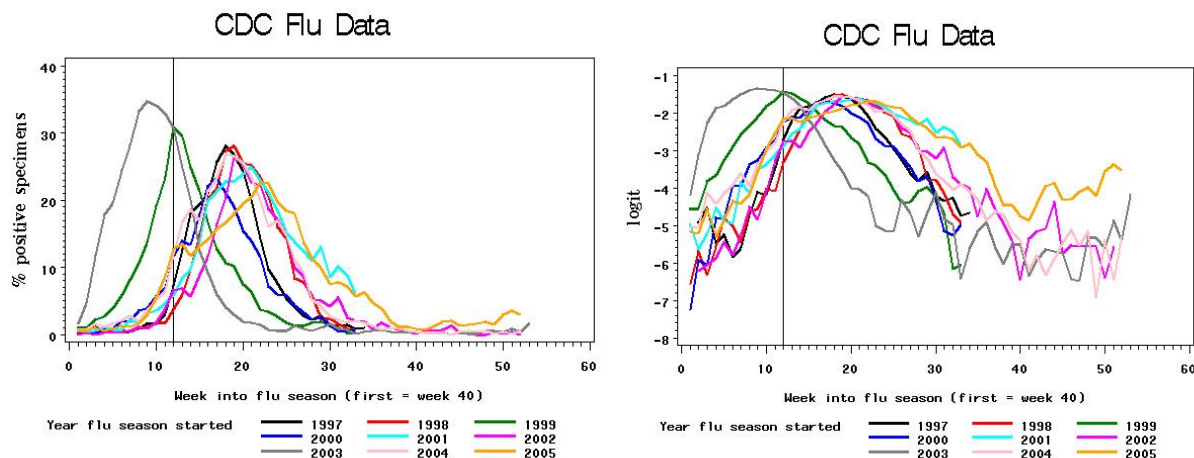 CDC Flu Data
% positive specimens
40
30
20
10
0
0 10 20 30 40 50 60
Week into flu season (first = week 40)
Year flu season started 1997 1998 1999
2000 2001 2002
2003 2004 2005
CDC Flu Data
logit
-1
-2
-3
-4
-5
-6
-7
-8
0 10 20 30 40 50 60
Week into flu season (first = week 40)
Year flu season started 1997 1998 1999
2000 2001 2002
2003 2004 2005